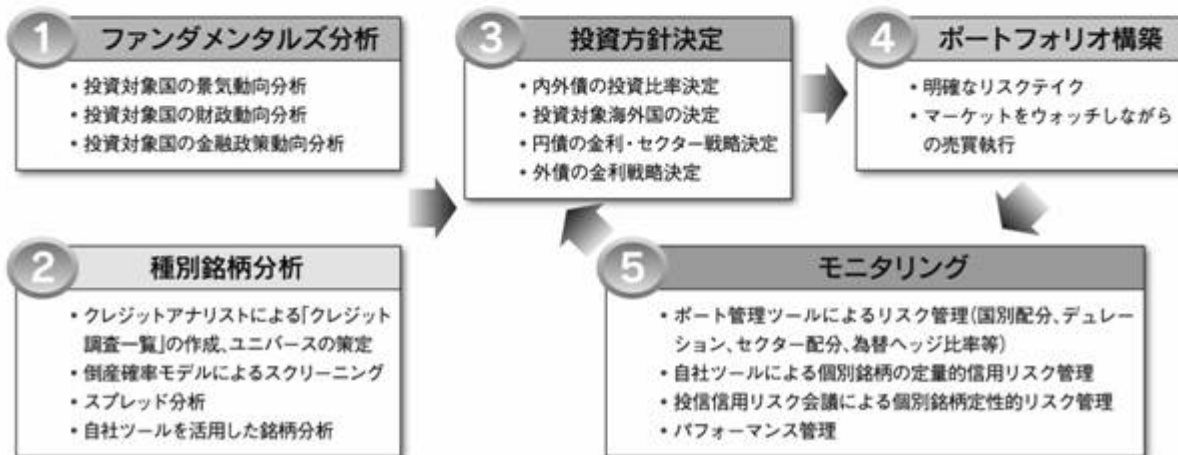 1 ファンダメンタルズ分析
・投資対象国の景気動向分析
・投資対象国の財政動向分析
・投資対象国の金融政策動向分析
2 種別銘柄分析
・クレジットアナリストによる「クレジット
調査一覧」の作成、ユニバースの策定
・倒産確率モデルによるスクリーニング
・スプレッド分析
・自社ツールを活用した銘柄分析
3 投資方針決定
・内外債の投資比率決定
・投資対象海外国の決定
・円債の金利・セクター戦略決定
・外債の金利戦略決定
4 ポートフォリオ構築
・明確なリスクテイク
・マーケットをウォッチしながら
の売買執行
5 モニタリング
・ポート管理ツールによるリスク管理(国別配分、デュレー
ション、セクター配分、為替ヘッジ比率等)
・自社ツールによる個別銘柄の定量的信用リスク管理
・投信信用リスク会議による個別銘柄定性的リスク管理
・パフォーマンス管理